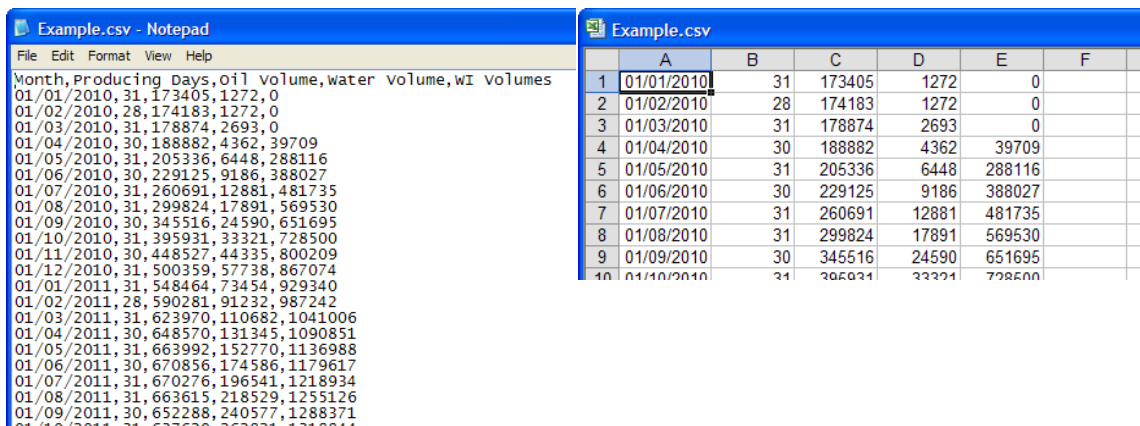 Example.csv - Notepad
File Edit Format View Help
Month,Producing Days,Oil Volume,Water Volume,WI Volumes
01/01/2010,31,173405,1272,0
01/02/2010,28,174183,1272,0
01/03/2010,31,178874,2693,0
01/04/2010,30,188882,4362,39709
01/05/2010,31,205336,6448,288116
01/06/2010,30,229125,9186,388027
01/07/2010,31,260691,12881,481735
01/08/2010,31,299824,17891,569530
01/09/2010,30,345516,24590,651695
01/10/2010,31,395931,33321,728500
01/11/2010,30,448527,44335,800209
01/12/2010,31,500359,57738,867074
01/01/2011,31,548464,73454,929340
01/02/2011,28,590281,91232,987242
01/03/2011,31,623970,110682,1041006
01/04/2011,30,648570,131345,1090851
01/05/2011,31,663992,152770,1136988
01/06/2011,30,670856,174586,1179617
01/07/2011,31,670276,196541,1218934
01/08/2011,31,663615,218529,1255126
01/09/2011,30,652288,240577,1288371
Example.csv
A B C D E F
1 01/01/2010 31 173405 1272 0
2 01/02/2010 28 174183 1272 0
3 01/03/2010 31 178874 2693 0
4 01/04/2010 30 188882 4362 39709
5 01/05/2010 31 205336 6448 288116
6 01/06/2010 30 229125 9186 388027
7 01/07/2010 31 260691 12881 481735
8 01/08/2010 31 299824 17891 569530
9 01/09/2010 30 345516 24590 651695
10 01/10/2010 31 395931 33321 728500